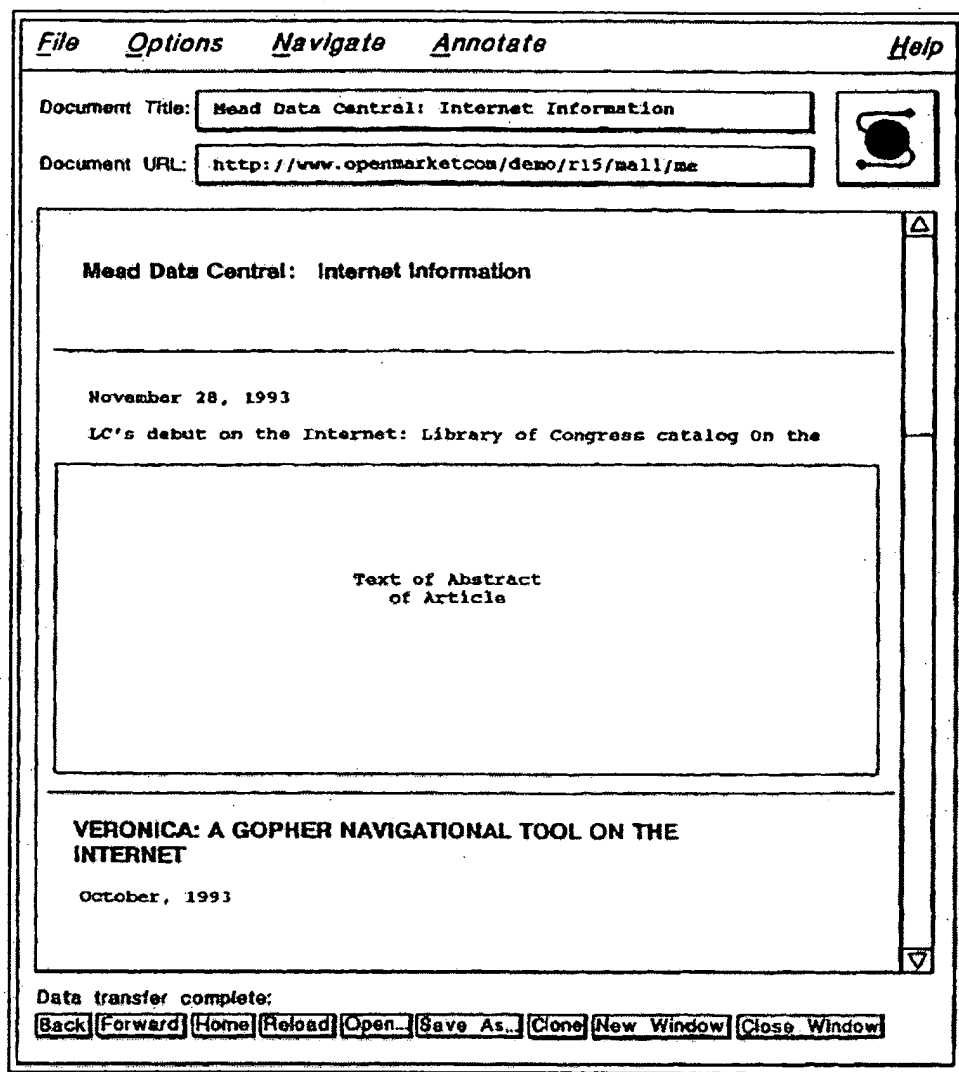 File Options Navigate Annotate Help
Document Title: Mead Data Central: Internet Information
Document URL: http://www.openmarketcom/demo/r15/mall/me
Mead Data Central: Internet Information
November 28, 1993
LC's debut on the Internet: Library of Congress catalog On the
Text of Abstract
of Article
VERONICA: A GOPHER NAVIGATIONAL TOOL ON THE
INTERNET
October, 1993
Data transfer complete:
Back Forward Home Reload Open... Save As... Clone New Window Close Window